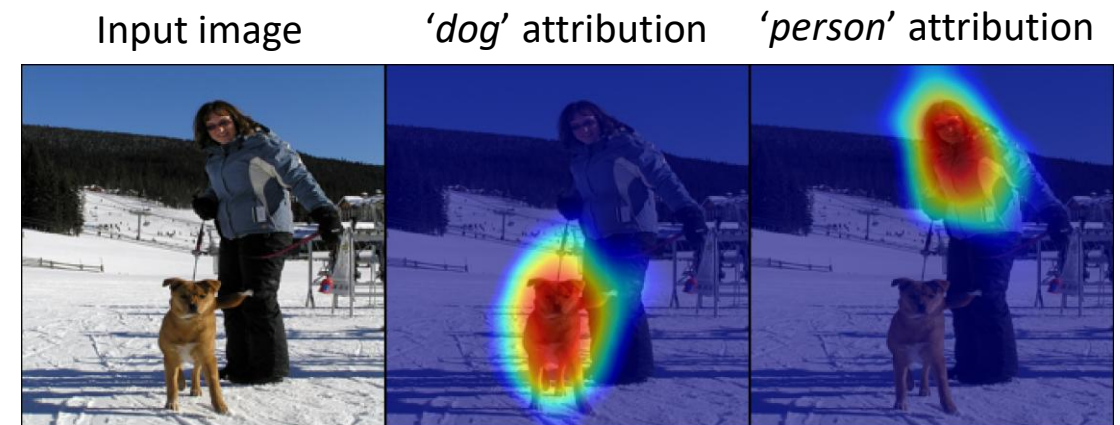 Input image
‘dog’ attribution
‘person’ attribution